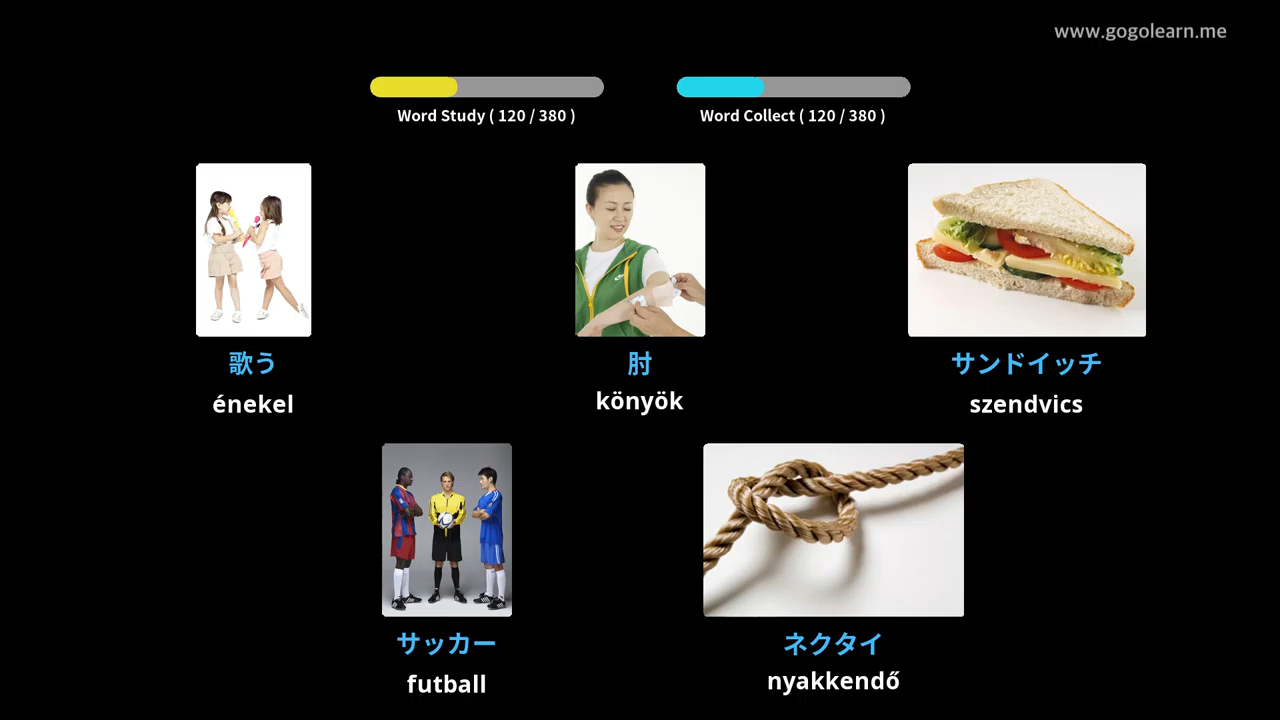 www.gogolearn.me
Word Study ( 120 / 380 )
Word Collect ( 120 / 380 )
歌う
énekel
肘
könyök
サンドイッチ
szendvics
サッカー
futball
ネクタイ
nyakkendő